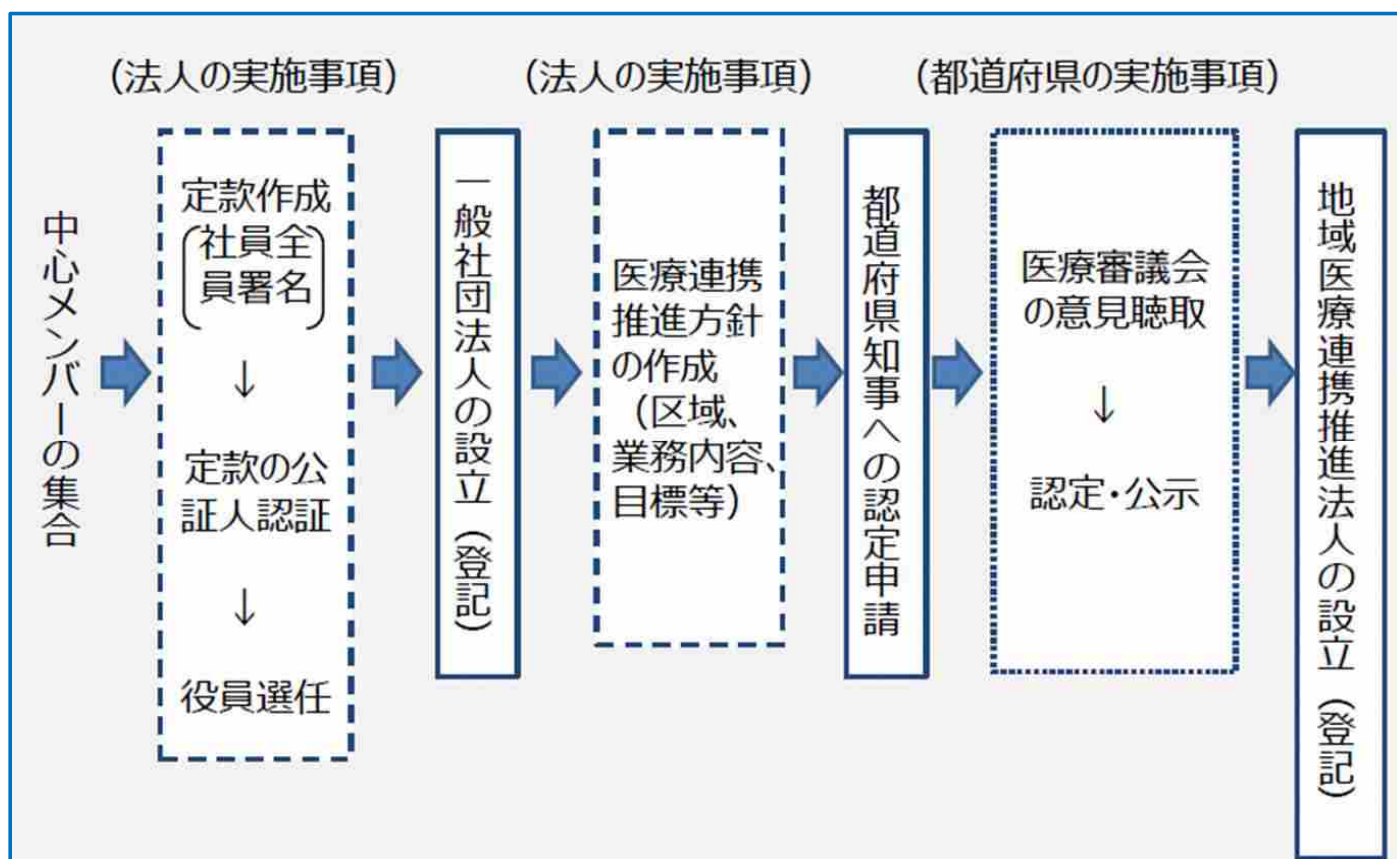 (法人の実施事項)
(法人の実施事項)
(都道府県の実施事項)
中心メンバーの集合
定款作成
社員全
員署名
↓
定款の公
証人認証
↓
役員選任
一般社団法人の設立(登記)
医療連携
推進方針
の作成
(区域、
業務内容、
目標等)
都道府県知事への認定申請
医療審議会
の意見聴取
↓
認定・公示
地域医療連携推進法人の設立(登記)